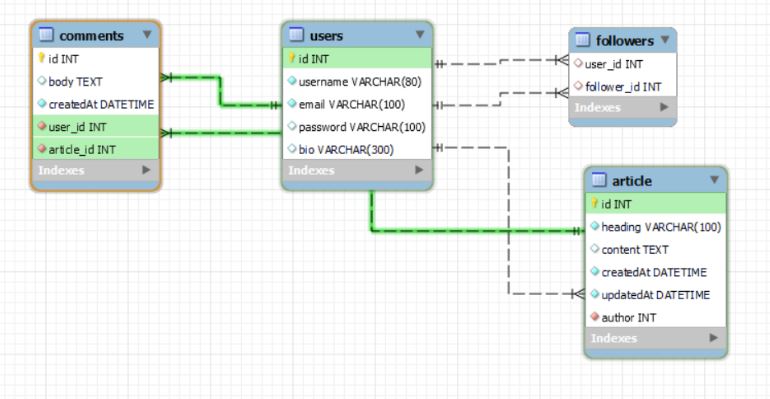 comments
id INT
body TEXT
createdAt DATETIME
user_id INT
article_id INT
Indexes
users
id INT
username VARCHAR(80)
email VARCHAR(100)
password VARCHAR(100)
bio VARCHAR(300)
Indexes
followers
user_id INT
follower_id INT
Indexes
article
id INT
heading VARCHAR(100)
content TEXT
createdAt DATETIME
updatedAt DATETIME
author INT
Indexes